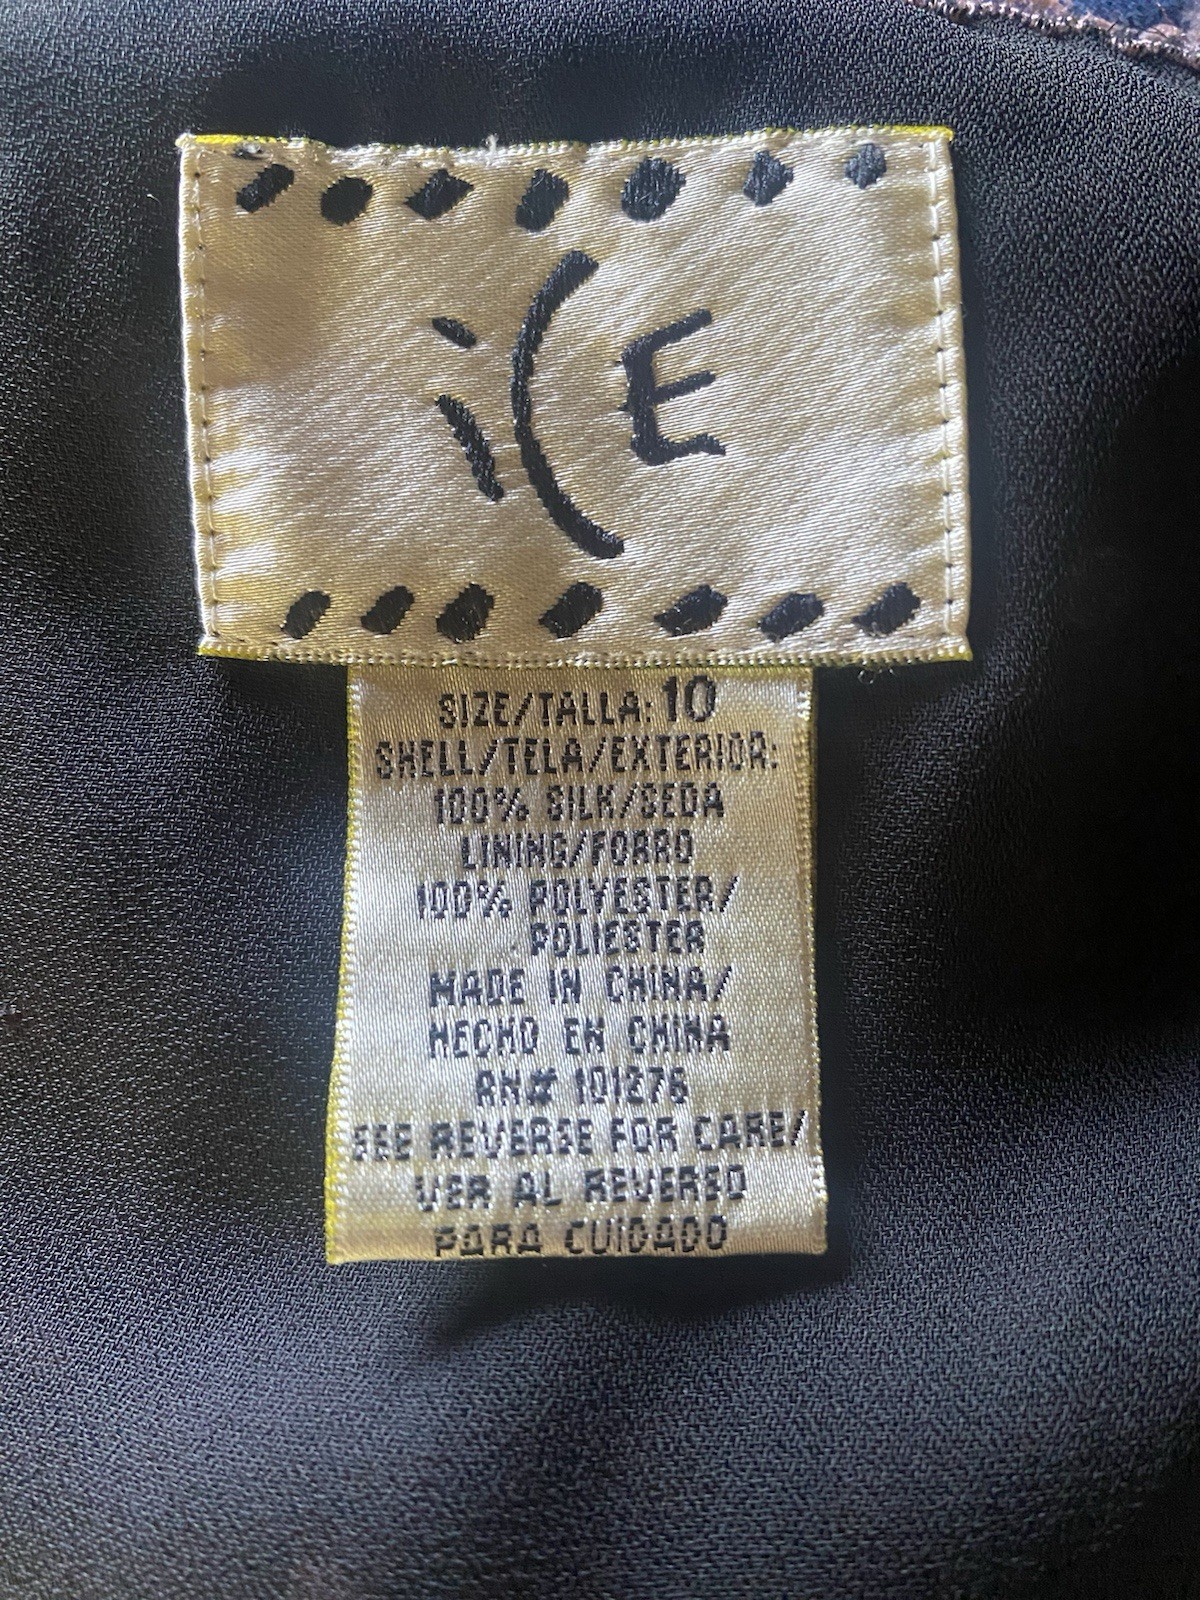 iCE
SIZE/TALLA: 10
SHELL/TELA/EXTERIOR:
100% SILK/SEDA
LINING/FORRO
100% POLYESTER/
POLIESTER
MADE IN CHINA/
HECHO EN CHINA
RN# 101276
SEE REVERSE FOR CARE/
VER AL REVERSO
PARA CUIDADO